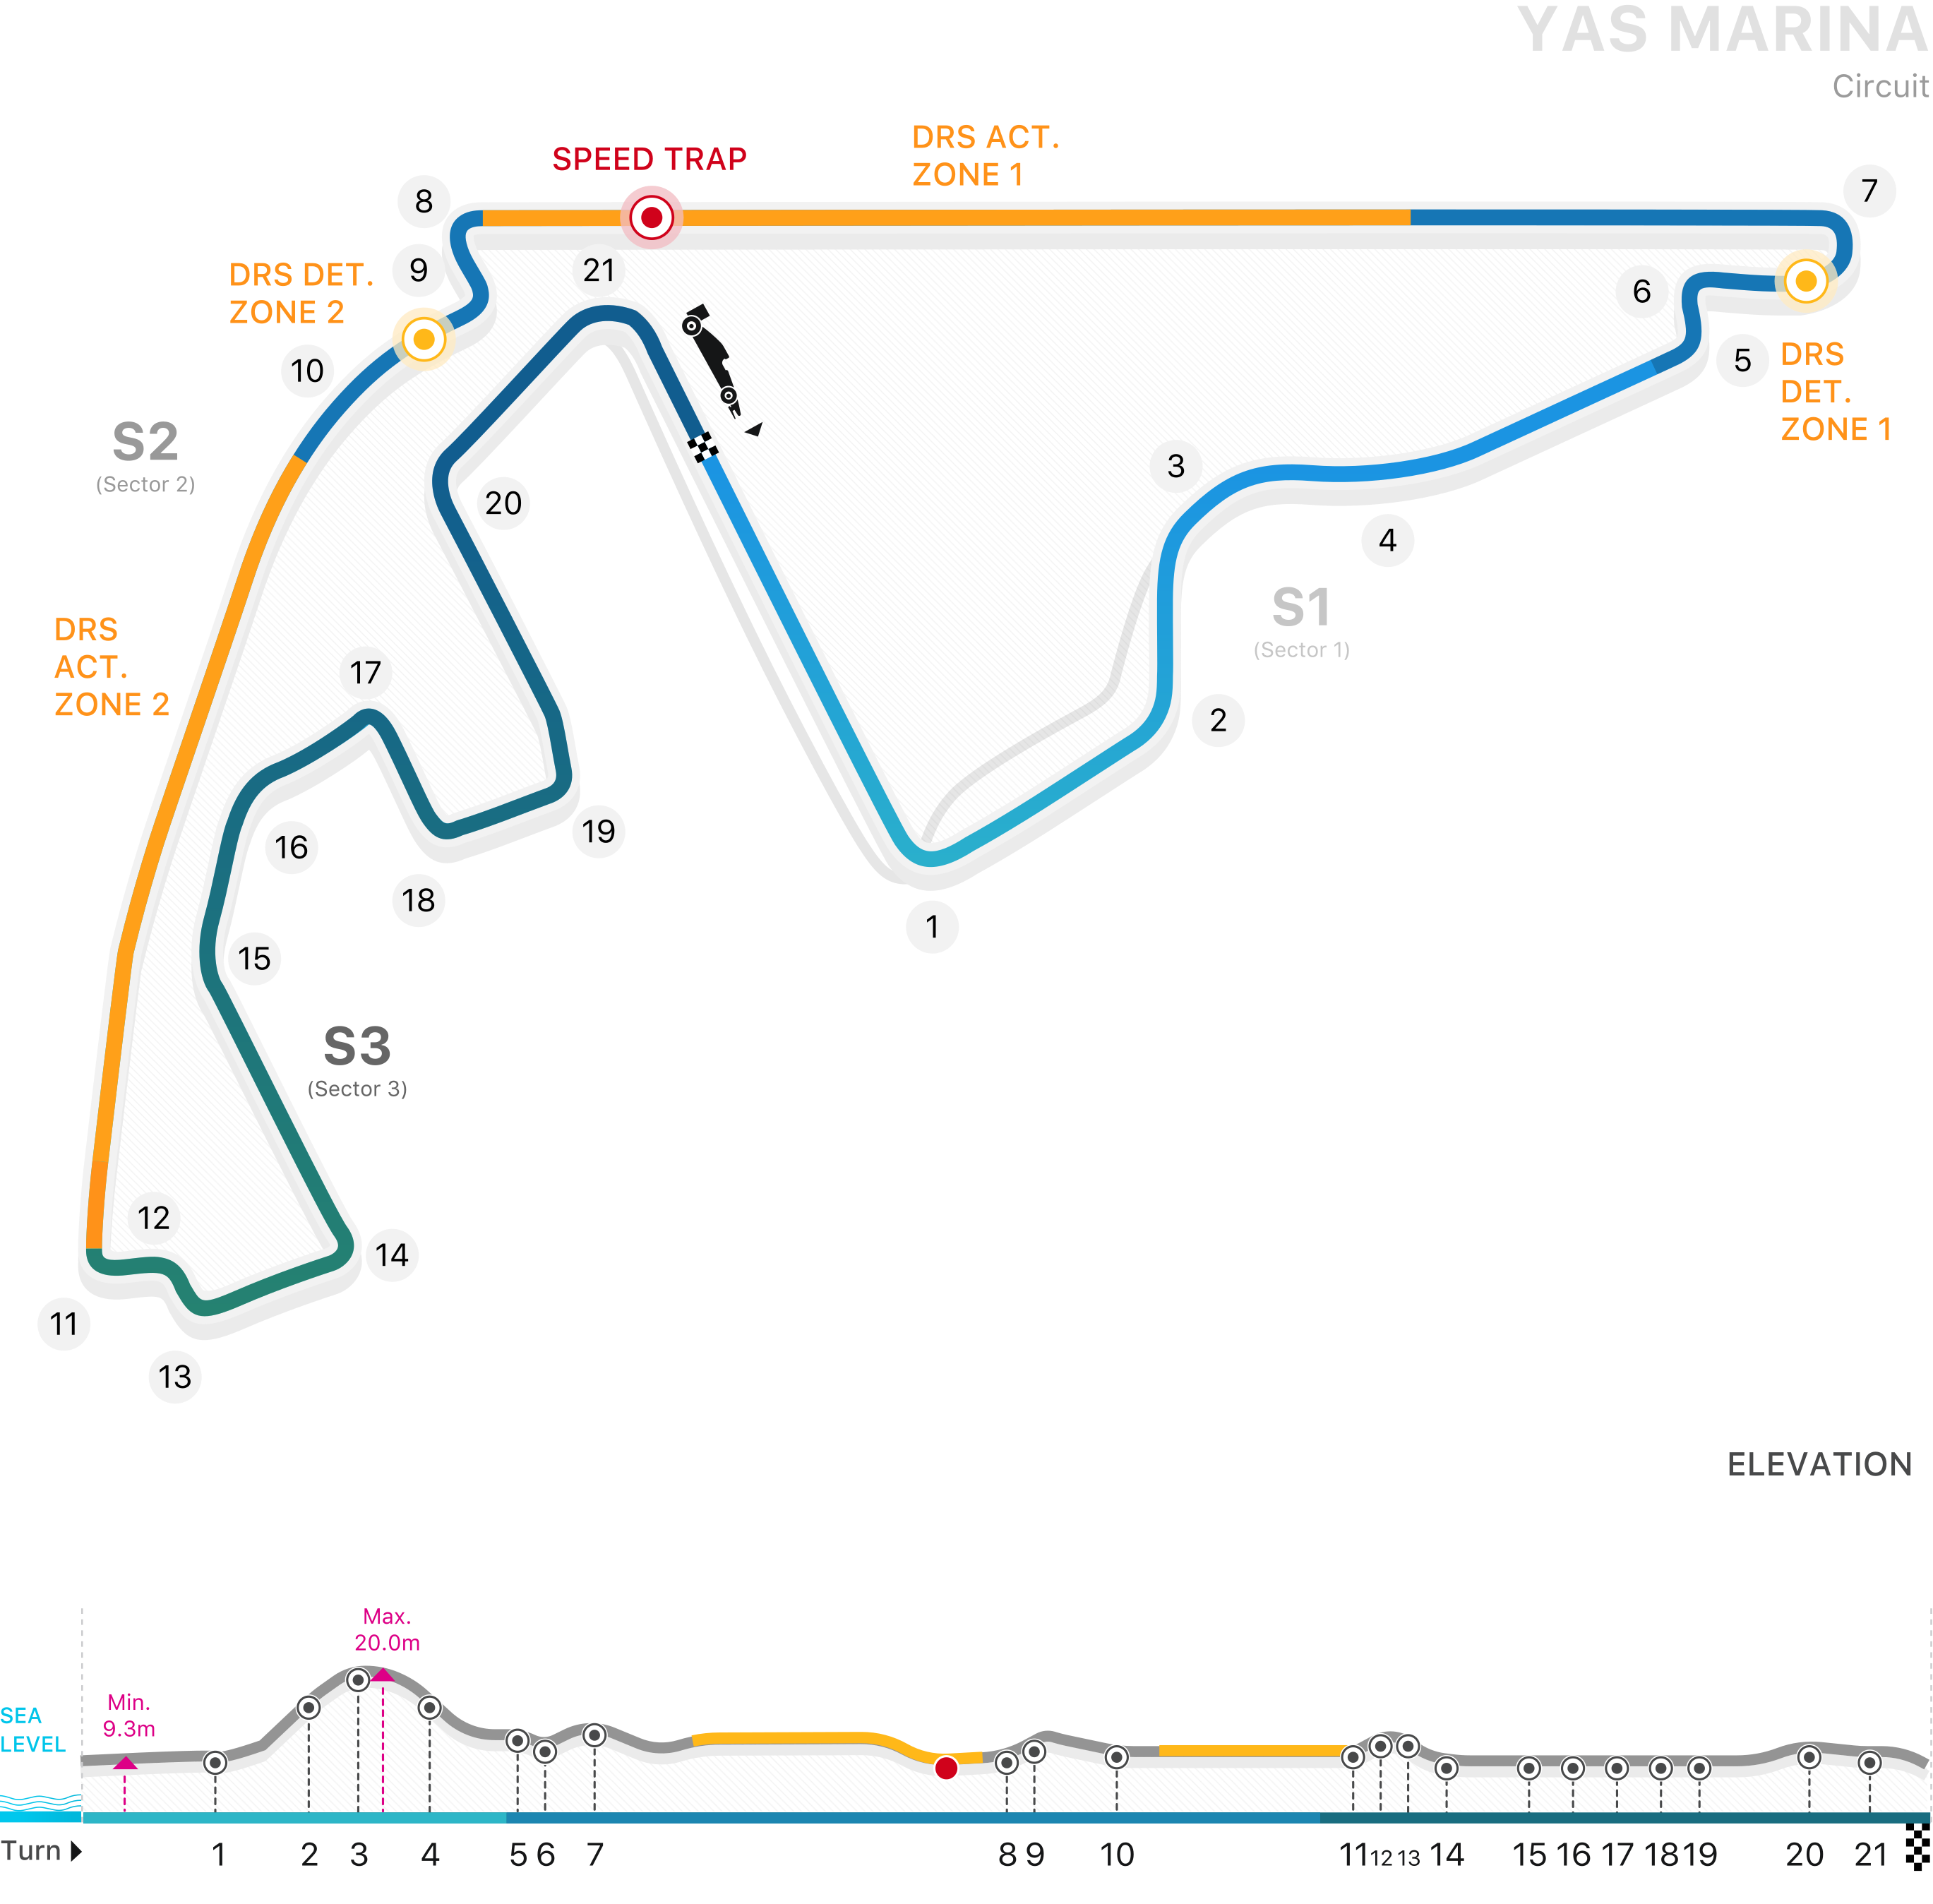 YAS MARINA
Circuit
SPEED TRAP
DRS ACT.
ZONE 1
7
8
9
21
DRS DET.
ZONE 2
6
10
5
DRS
DET.
ZONE 1
S2
(Sector 2)
3
20
4
S1
(Sector 1)
DRS
ACT.
ZONE 2
17
2
16
19
18
1
15
S3
(Sector 3)
12
14
11
13
ELEVATION
Max.
20.0m
Min.
9.3m
SEA
LEVEL
Turn 1 2 3 4 5 6 7 8 9 10 11 12 13 14 15 16 17 18 19 20 21